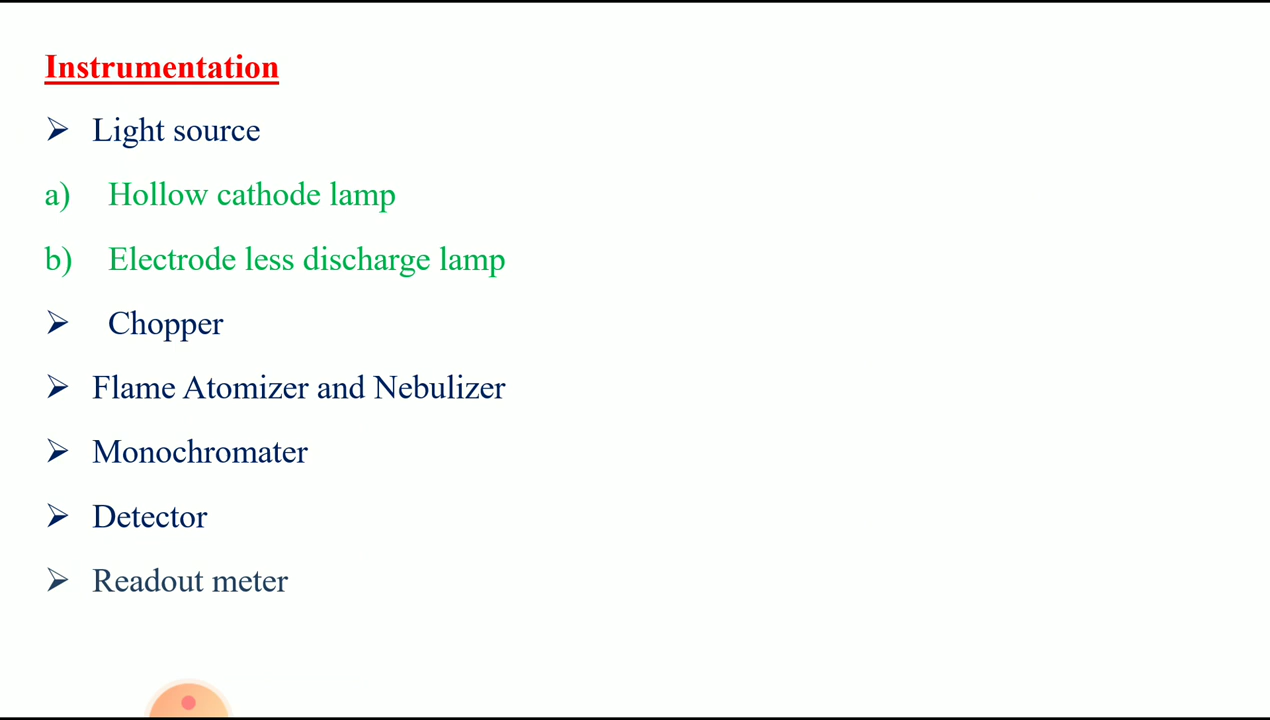 Instrumentation
➢ Light source
a) Hollow cathode lamp
b) Electrode less discharge lamp
➢ Chopper
➢ Flame Atomizer and Nebulizer
➢ Monochromater
➢ Detector
➢ Readout meter